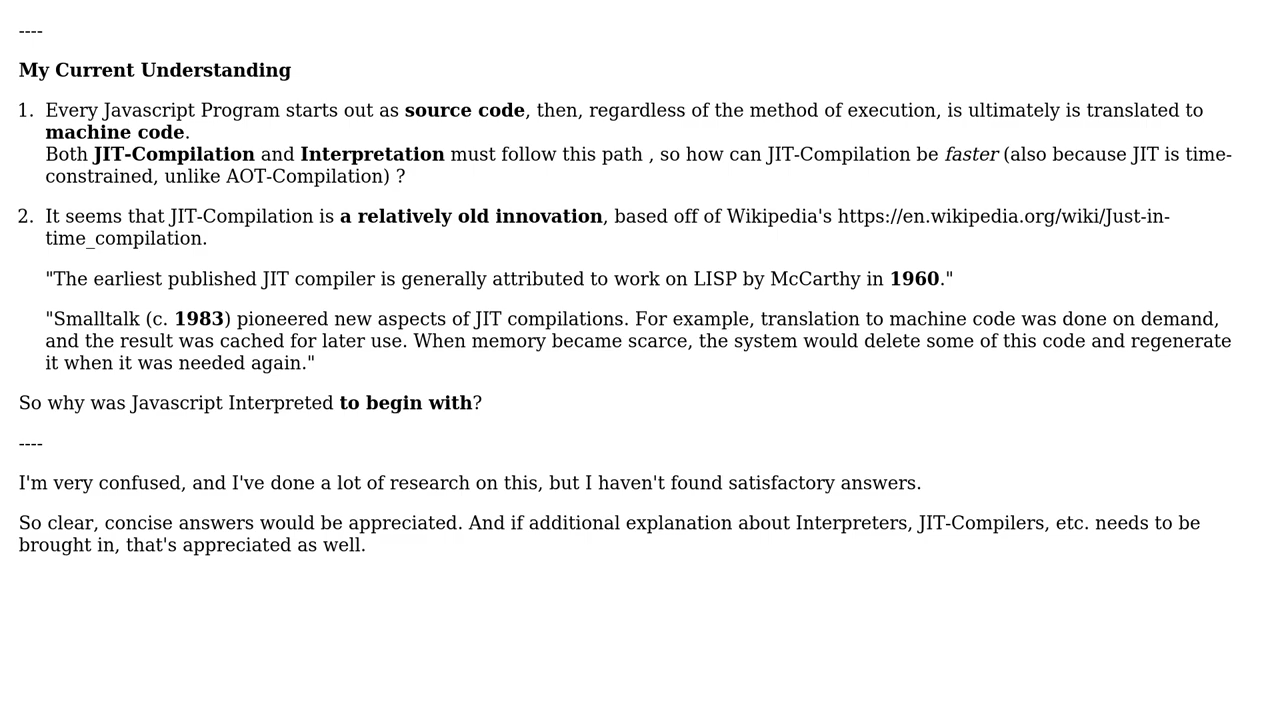 ----
My Current Understanding
1. Every Javascript Program starts out as source code, then, regardless of the method of execution, is ultimately is translated to
machine code.
Both JIT-Compilation and Interpretation must follow this path , so how can JIT-Compilation be faster (also because JIT is time-
constrained, unlike AOT-Compilation) ?
2. It seems that JIT-Compilation is a relatively old innovation, based off of Wikipedia's https://en.wikipedia.org/wiki/Just-in-
time_compilation.
"The earliest published JIT compiler is generally attributed to work on LISP by McCarthy in 1960."
"Smalltalk (c. 1983) pioneered new aspects of JIT compilations. For example, translation to machine code was done on demand,
and the result was cached for later use. When memory became scarce, the system would delete some of this code and regenerate
it when it was needed again."
So why was Javascript Interpreted to begin with?
----
I'm very confused, and I've done a lot of research on this, but I haven't found satisfactory answers.
So clear, concise answers would be appreciated. And if additional explanation about Interpreters, JIT-Compilers, etc. needs to be
brought in, that's appreciated as well.